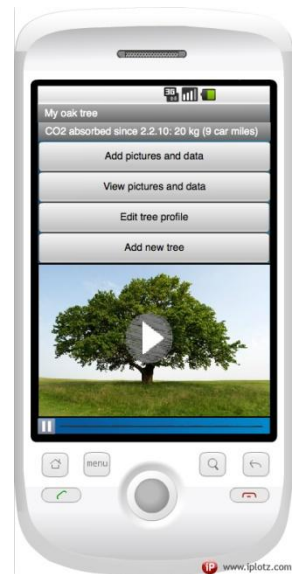 3G
My oak tree
CO2 absorbed since 2.2.10: 20 kg (9 car miles)
Add pictures and data
View pictures and data
Edit tree profile
Add new tree
menu
iP www.iplotz.com